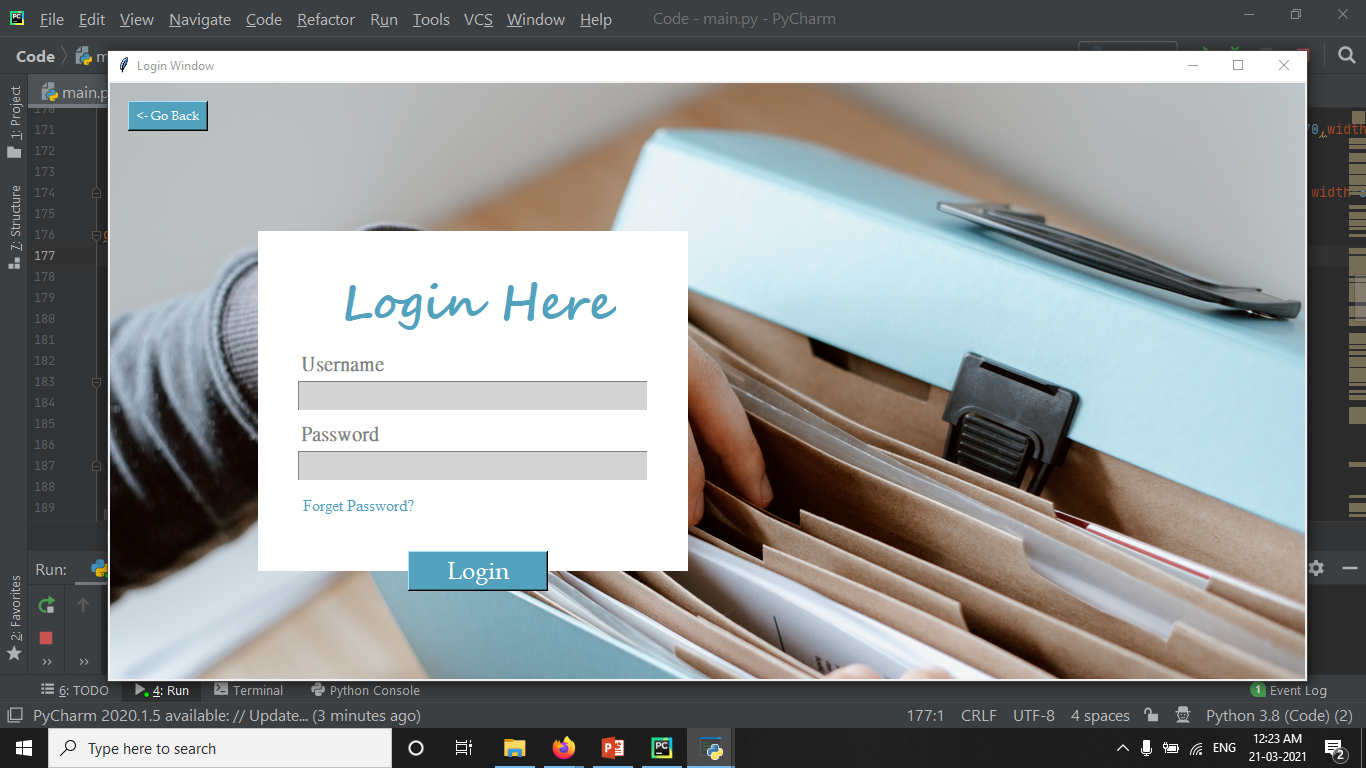 File Edit View Navigate Code Refactor Run Tools VCS Window Help Code - main.py - PyCharm
Code
Login Window
main.p
1: Project
7: Structure
2: Favorites
<- Go Back
171
172
173
174
175
176
177
178
179
180
181
182
183
184
185
186
187
188
189
width
width
Login Here
Username
Password
Forget Password?
Login
Run:
6: TODO 4: Run Terminal Python Console 1 Event Log
PyCharm 2020.1.5 available: // Update... (3 minutes ago) 177:1 CRLF UTF-8 4 spaces Python 3.8 (Code) (2)
Type here to search ENG 12:23 AM
21-03-2021 2